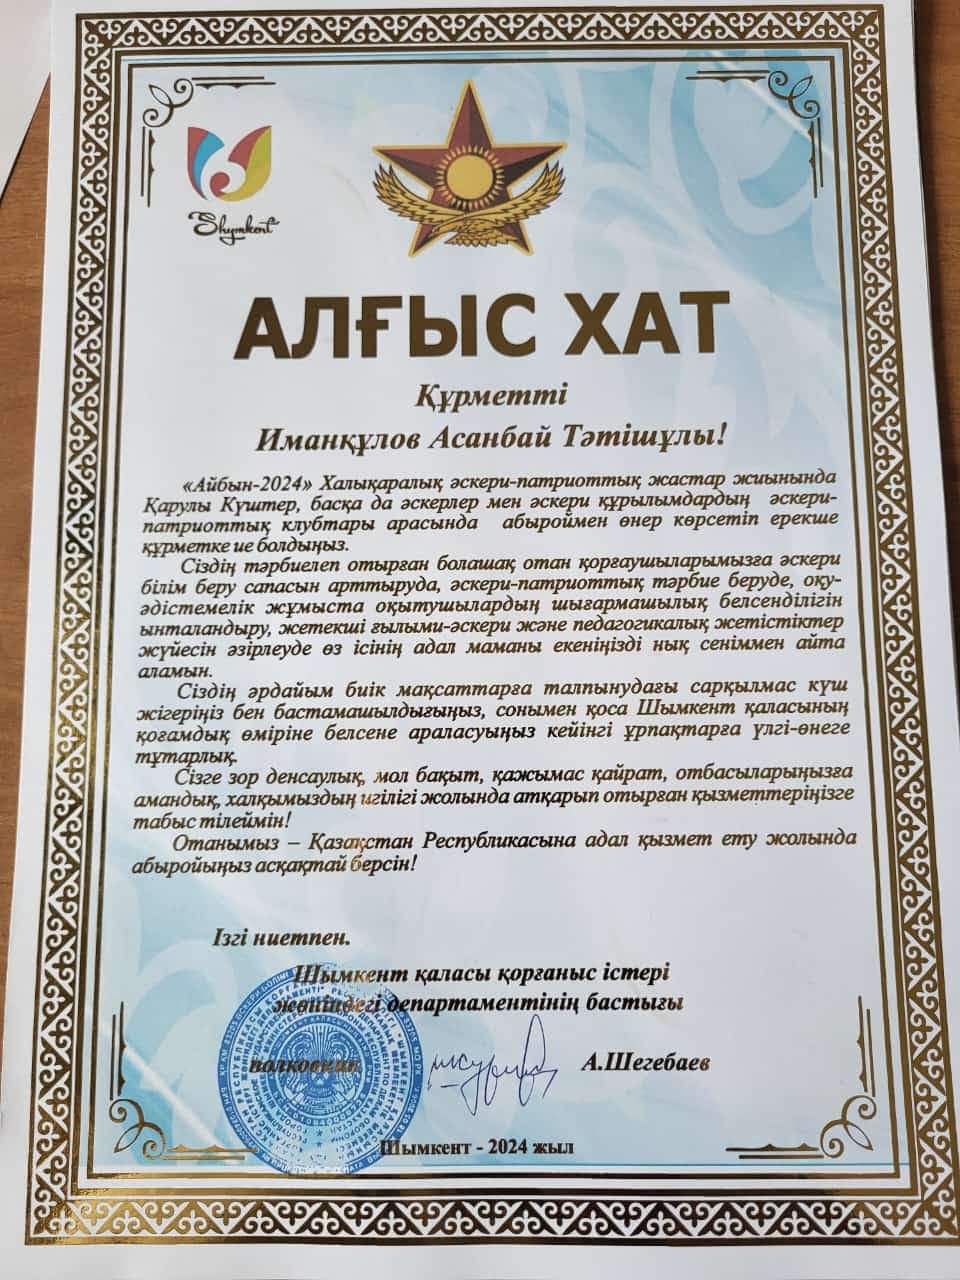 Shymkent
АЛҒЫС ХАТ
Құрметті
Иманқұлов Асанбай Тәтішұлы!
«Айбын-2024» Халықаралық әскери-патриоттық жастар жиынында
Қарулы Күштер, басқа да әскерлер мен әскери құрылымдардың әскери-
патриоттық клубтары арасында абыроймен өнер көрсетіп ерекше
құрметке ие болдыңыз.
Сіздің тәрбиелеп отырған болашақ отан қорғаушыларымызға әскери
білім беру сапасын арттыруда, әскери-патриоттық тәрбие беруде, оқу-
әдістемелік жұмыста оқытушылардың шығармашылық белсенділігін
ынталандыру, жетекші ғылыми-әскери және педагогикалық жетістіктер
жүйесін әзірлеуде өз ісінің адал маманы екеніңізді нық сеніммен айта
аламын.
Сіздің әрдайым биік мақсаттарға талпынудағы сарқылмас күш
жігеріңіз бен бастамашылдығыңыз, сонымен қоса Шымкент қаласының
қоғамдық өміріне белсене араласуыңыз кейінгі ұрпақтарға үлгі-өнеге
тұтарлық.
Сізге зор денсаулық, мол бақыт, қажымас қайрат, отбасыларыңызға
амандық, халқымыздың игілігі жолында атқарып отырған қызметтеріңізге
табыс тілеймін!
Отанымыз – Қазақстан Республикасына адал қызмет ету жолында
абыройыңыз асқақтай берсін!
Ізгі ниетпен.
Шымкент қаласы қорғаныс істері
жөніндегі департаментінің бастығы
полковник А.Шегебаев
Шымкент - 2024 жыл